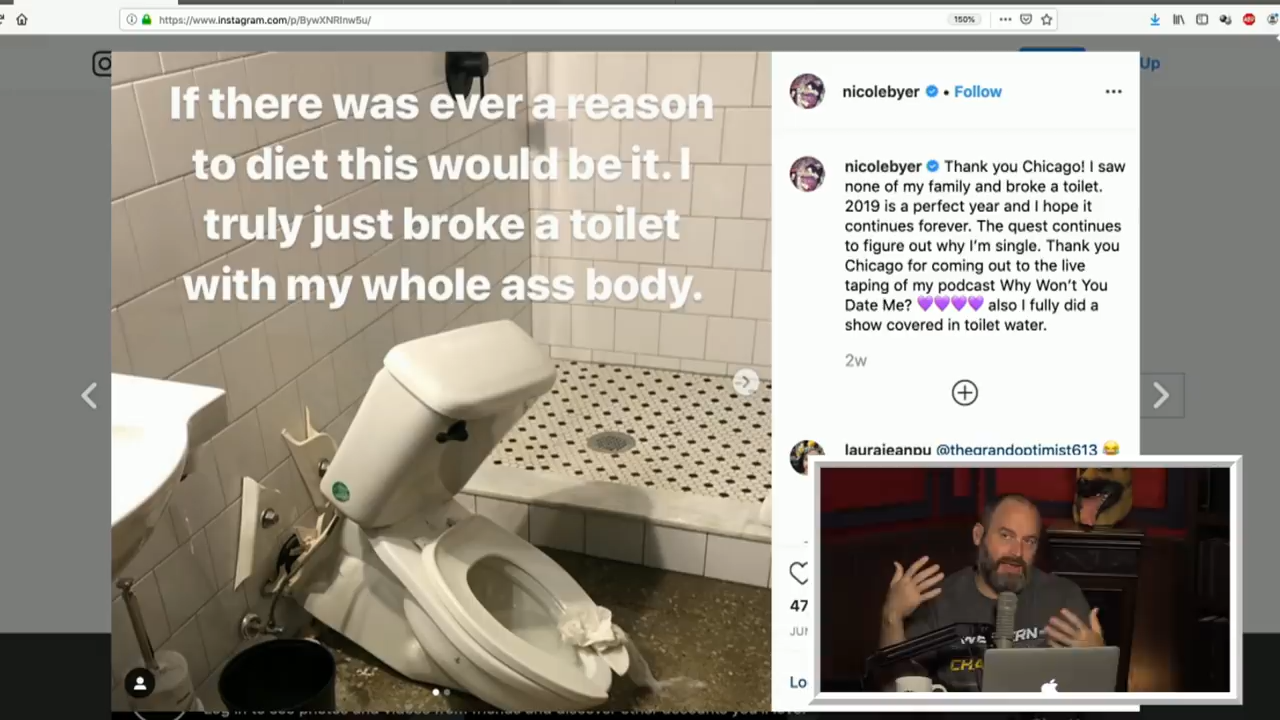 https://www.instagram.com/p/BywXNRlnw5u/
150%
Up
If there was ever a reason
to diet this would be it. I
truly just broke a toilet
with my whole ass body.
nicolebyer • Follow
nicolebyer Thank you Chicago! I saw
none of my family and broke a toilet.
2019 is a perfect year and I hope it
continues forever. The quest continues
to figure out why I'm single. Thank you
Chicago for coming out to the live
taping of my podcast Why Won't You
Date Me? 💜💜💜💜 also I fully did a
show covered in toilet water.
2w
laurajeanpu @thegrandoptimist613 😂
47
JUN
Lo
CHA